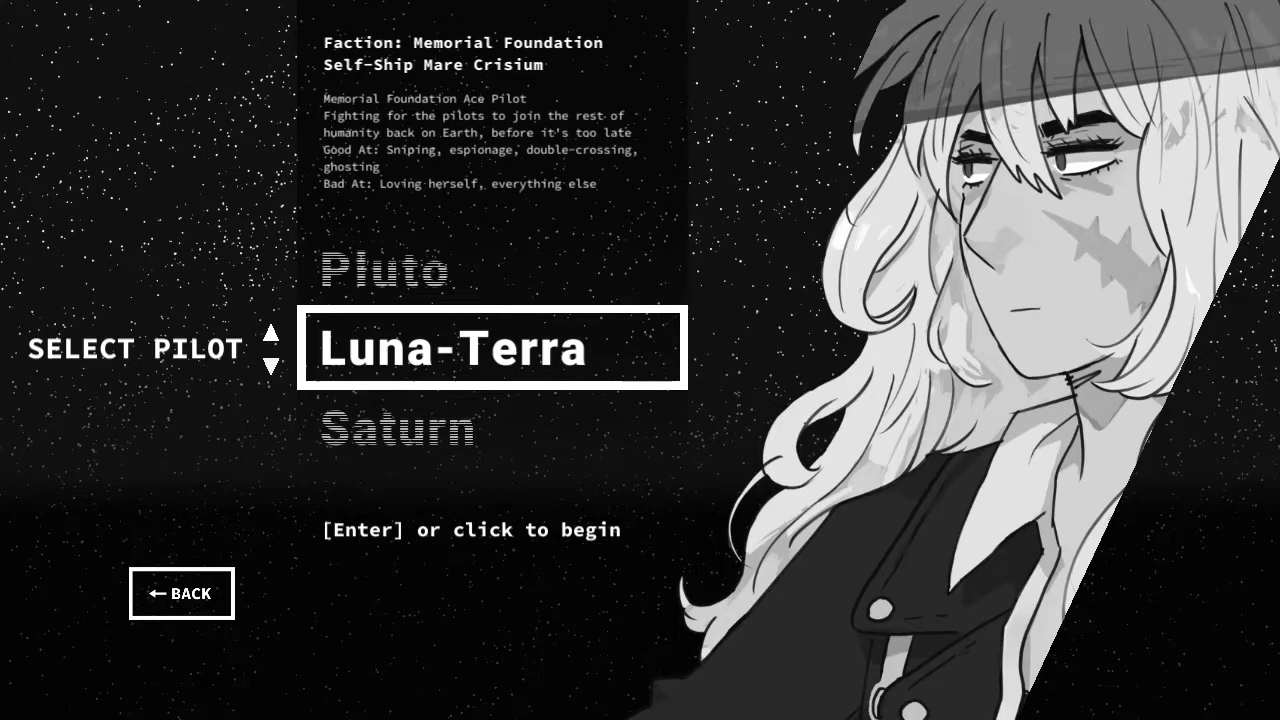 Faction: Memorial Foundation
Self-Ship Mare Crisium
Memorial Foundation Ace Pilot
Fighting for the pilots to join the rest of
humanity back on Earth, before it's too late
Good At: Sniping, espionage, double-crossing,
ghosting
Bad At: Loving herself, everything else
Pluto
SELECT PILOT
Luna-Terra
Saturn
[Enter] or click to begin
← BACK